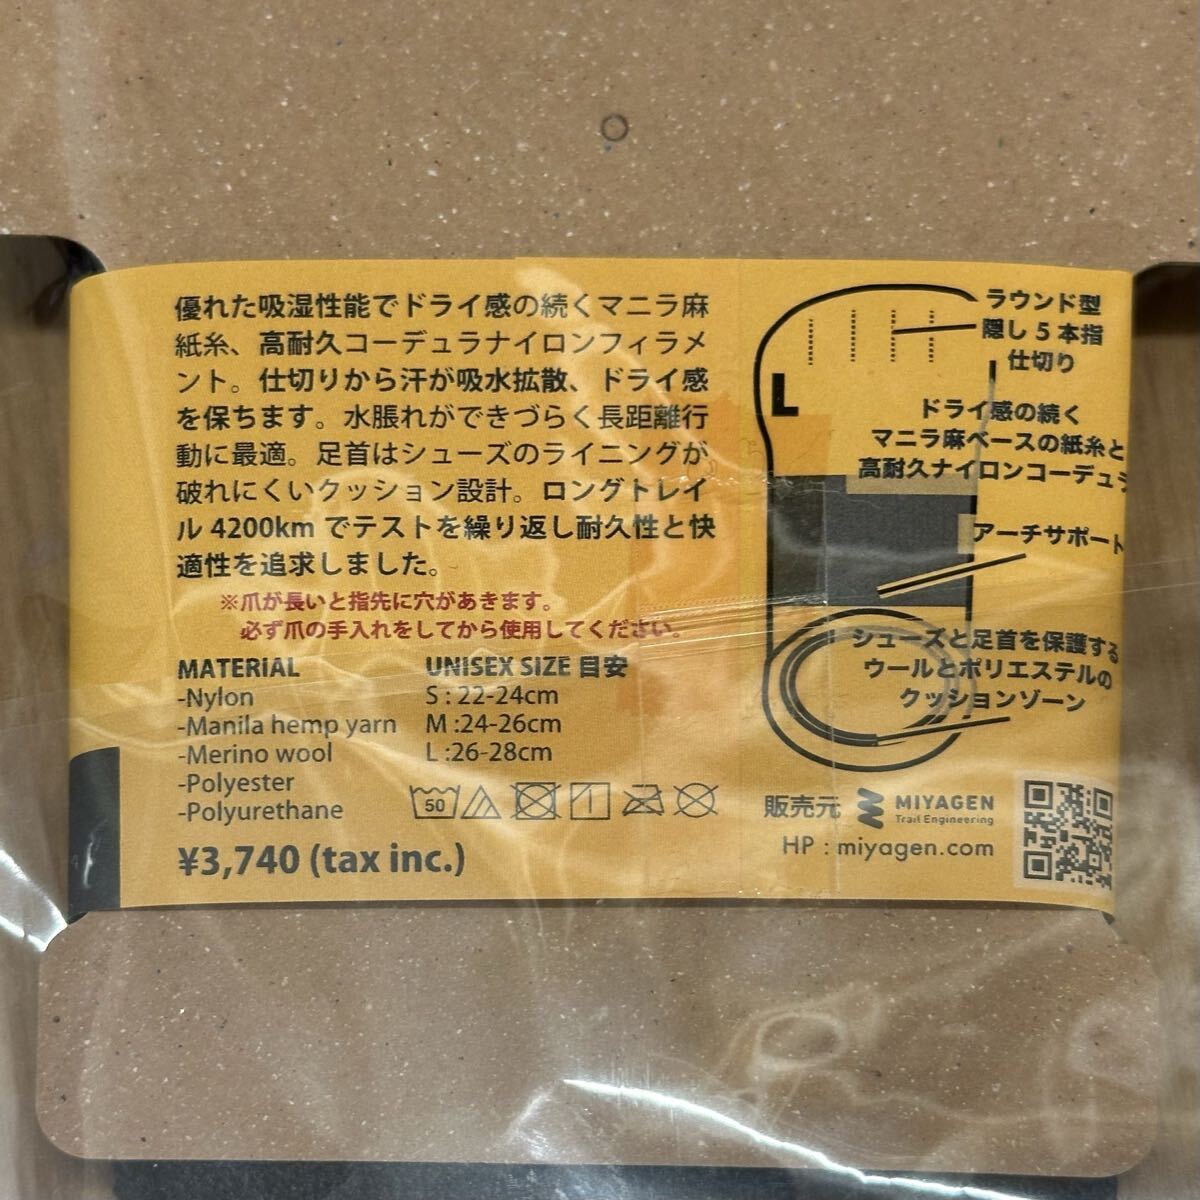 優れた吸湿性能でドライ感の続くマニラ麻
紙糸、高耐久コーデュラナイロンフィラメ
ント。仕切りから汗が吸水拡散、ドライ感
を保ちます。水脹れができづらく長距離行
動に最適。足首はシューズのライニングが
破れにくいクッション設計。ロングトレイ
ル4200kmでテストを繰り返し耐久性と快
適性を追求しました。
※爪が長いと指先に穴があきます。
必ず爪の手入れをしてから使用してください。
MATERIAL
-Nylon
-Manila hemp yarn
-Merino wool
-Polyester
-Polyurethane
UNISEX SIZE 目安
S : 22-24cm
M :24-26cm
L :26-28cm
50
¥3,740 (tax inc.)
ラウンド型
隠し5本指
仕切り
L
ドライ感の続く
マニラ麻ベースの紙糸と
高耐久ナイロンコーデュラ
アーチサポート
シューズと足首を保護する
ウールとポリエステルの
クッションゾーン
販売元 MIYAGEN
Trail Engineering
HP : miyagen.com